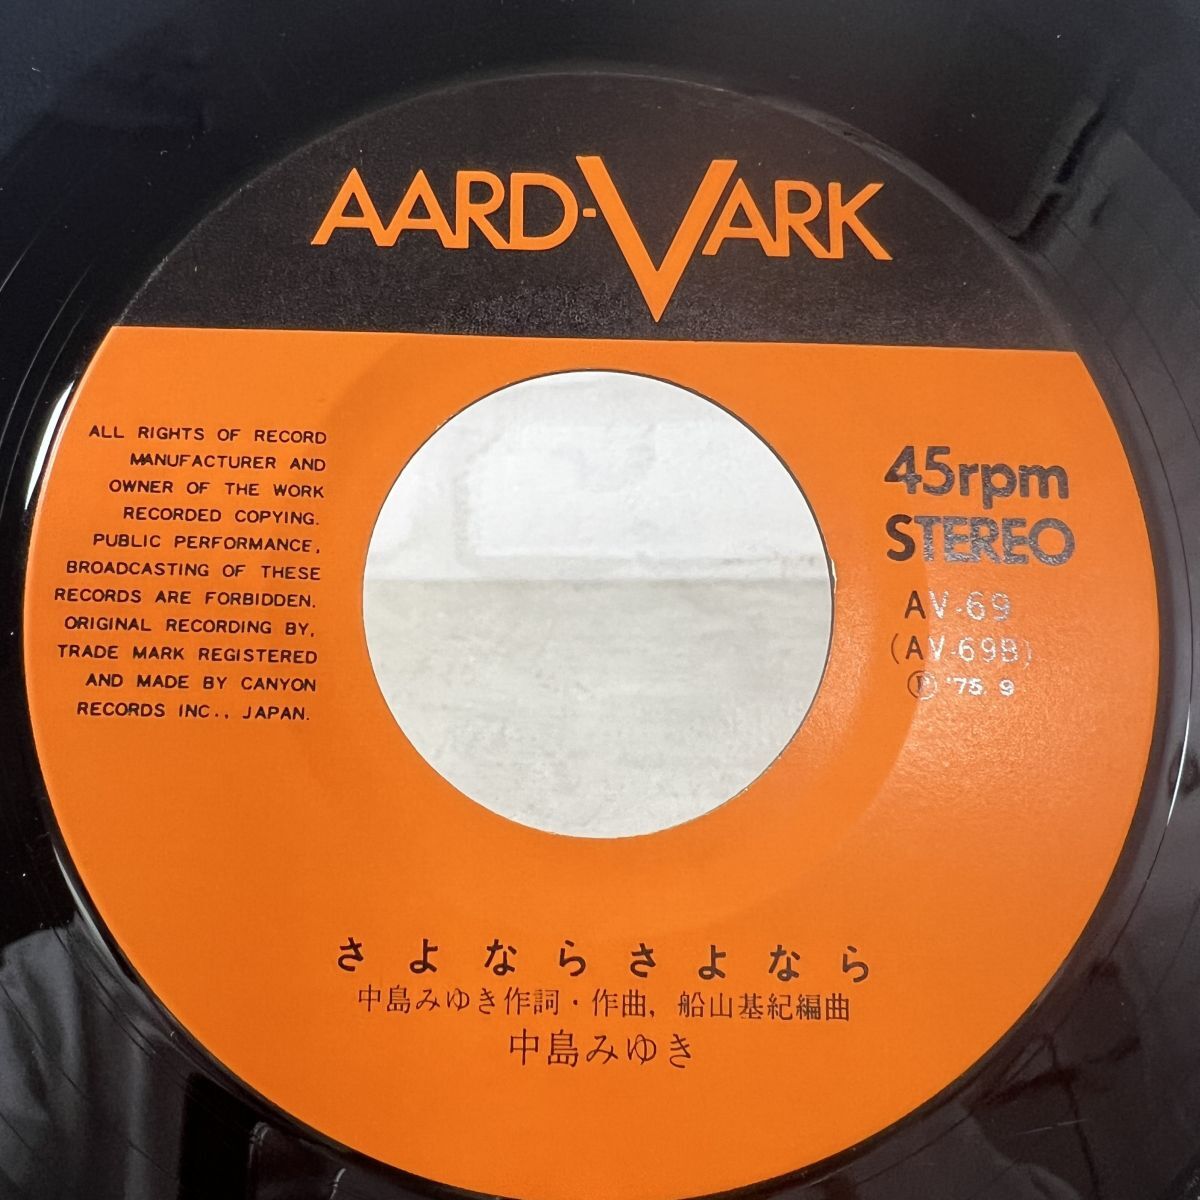 AARD-VARK
ALL RIGHTS OF RECORD
MANUFACTURER AND
OWNER OF THE WORK
RECORDED COPYING.
PUBLIC PERFORMANCE,
BROADCASTING OF THESE
RECORDS ARE FORBIDDEN.
ORIGINAL RECORDING BY,
TRADE MARK REGISTERED
AND MADE BY CANYON
RECORDS INC., JAPAN.
45rpm
STEREO
AV-69
(AV-69B)
Ⓟ '75. 9
さよならさよなら
中島みゆき作詞・作曲, 船山基紀編曲
中島みゆき